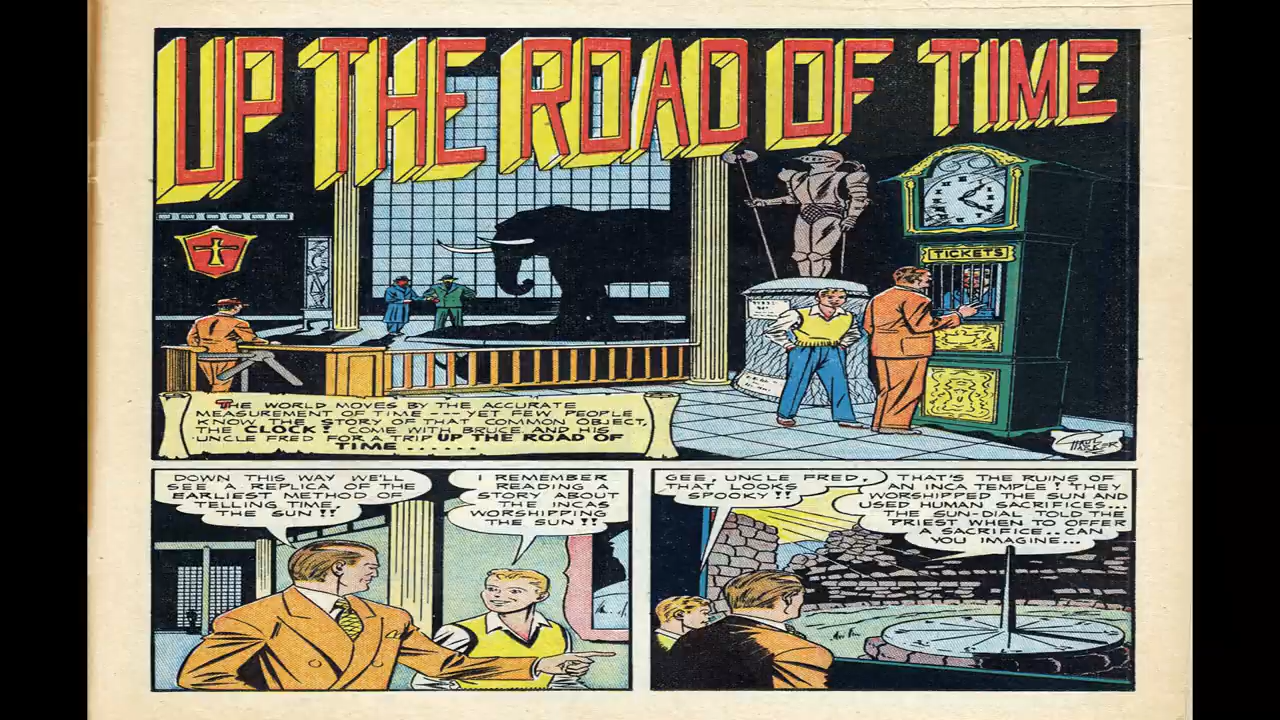 UP THE ROAD OF TIME
TICKETS
THE WORLD MOVES BY THE ACCURATE
MEASUREMENT OF TIME --- YET FEW PEOPLE
KNOW THE STORY OF THAT COMMON OBJECT,
THE CLOCK! COME WITH BRUCE AND HIS
UNCLE FRED FOR A TRIP UP THE ROAD OF
TIME ......
DOWN THIS WAY WE'LL
SEE A REPLICA OF THE
EARLIEST METHOD OF
TELLING TIME,
THE SUN!!
I REMEMBER
READING A
STORY ABOUT
THE INCAS
WORSHIPPING
THE SUN!!
GEE, UNCLE FRED,
THAT LOOKS
SPOOKY!!
THAT'S THE RUINS OF
AN INCA TEMPLE! THEY
WORSHIPPED THE SUN AND
USED HUMAN SACRIFICES...
THE SUN-DIAL TOLD THE
PRIEST WHEN TO OFFER
A SACRIFICE. CAN
YOU IMAGINE...